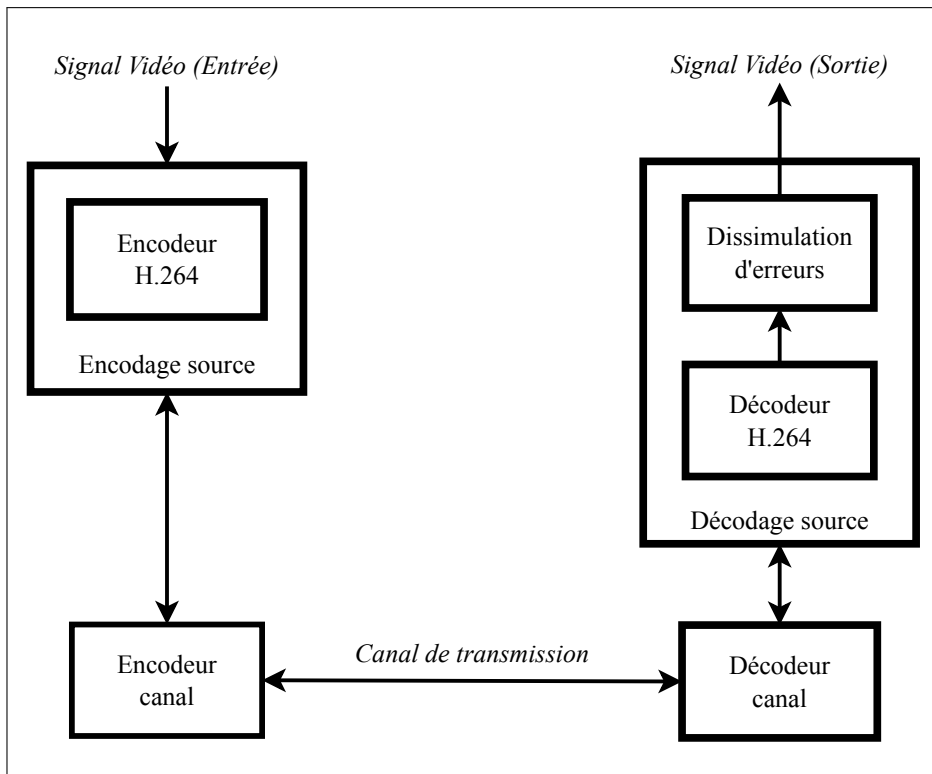 Signal Vidéo (Entrée)
Encodeur
H.264
Encodage source
Encodeur
canal
Canal de transmission
Signal Vidéo (Sortie)
Dissimulation
d'erreurs
Décodeur
H.264
Décodage source
Décodeur
canal